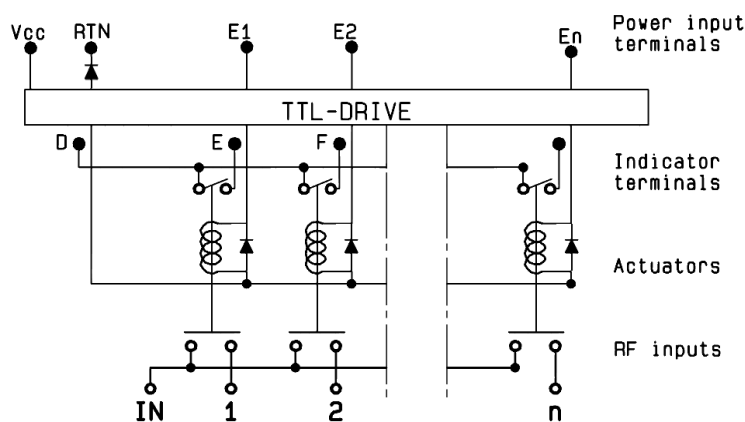 Vcc RTN E1 E2 En Power input
terminals
TTL-DRIVE
D E F Indicator
terminals
Actuators
RF inputs
IN 1 2 n